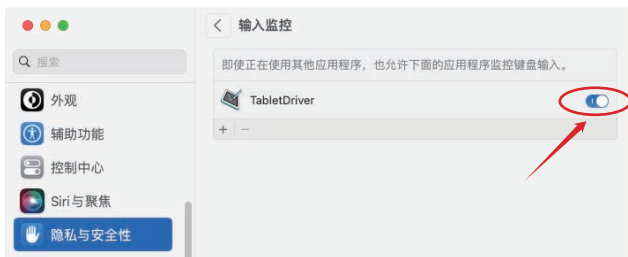 输入监控
搜索
外观
辅助功能
控制中心
Siri与聚焦
隐私与安全性
即使正在使用其他应用程序，也允许下面的应用程序监控键盘输入。
TabletDriver
+ −